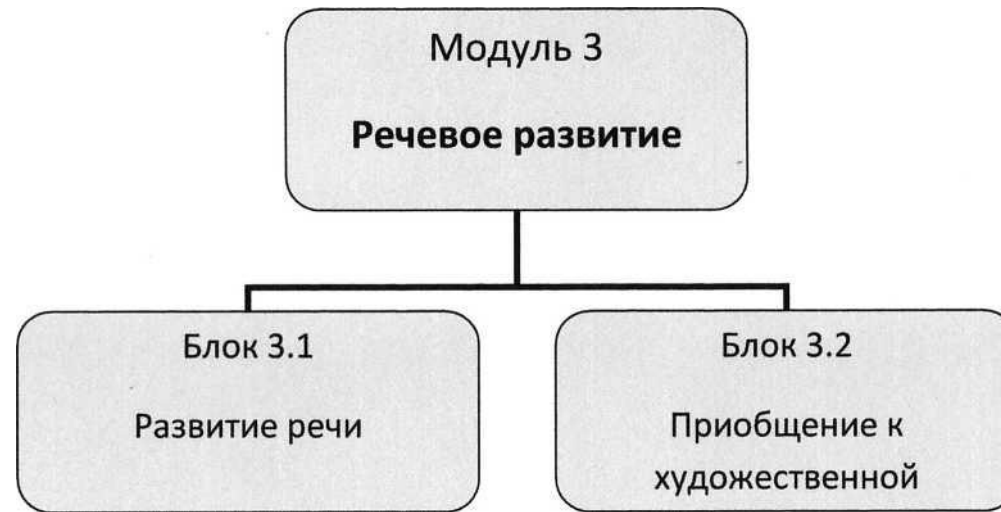 Модуль 3
Речевое развитие
Блок 3.1
Развитие речи
Блок 3.2
Приобщение к
художественной